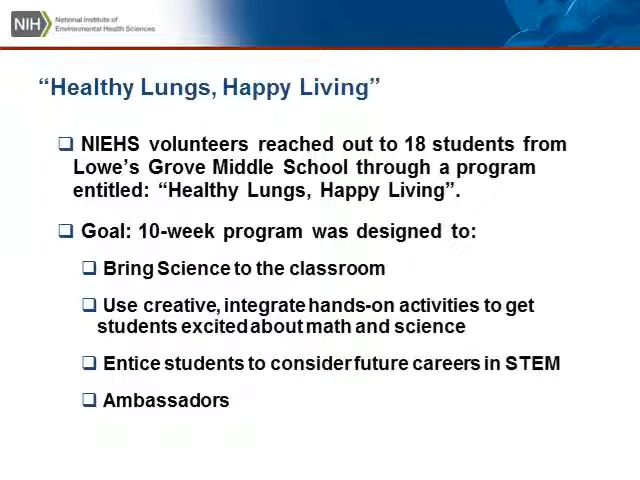 NIH
National Institute of
Environmental Health Sciences
“Healthy Lungs, Happy Living”
NIEHS volunteers reached out to 18 students from
Lowe’s Grove Middle School through a program
entitled: “Healthy Lungs, Happy Living”.
Goal: 10-week program was designed to:
Bring Science to the classroom
Use creative, integrate hands-on activities to get
students excited about math and science
Entice students to consider future careers in STEM
Ambassadors